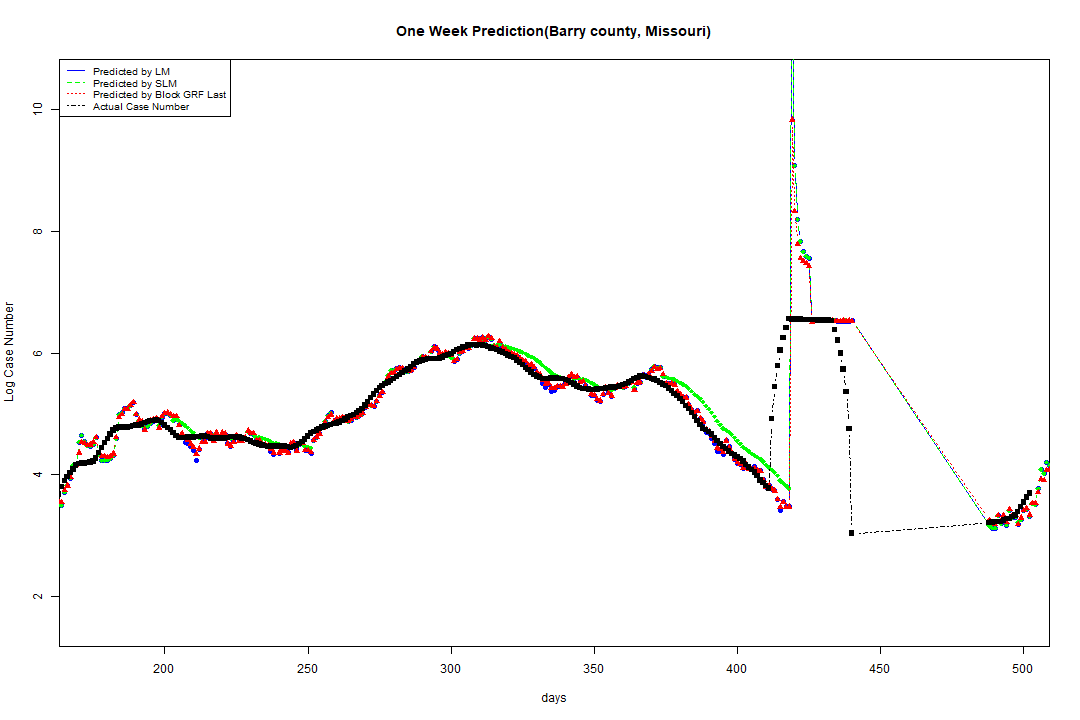 One Week Prediction(Barry county, Missouri)
Predicted by LM
Predicted by SLM
Predicted by Block GRF Last
Actual Case Number
10
8
6
4
2
Log Case Number
200 250 300 350 400 450 500
days